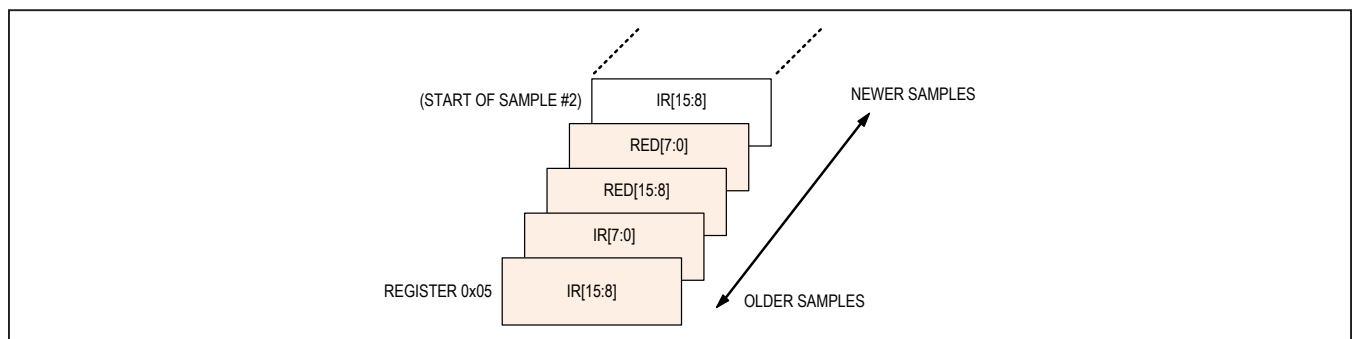 (START OF SAMPLE #2)
IR[15:8]
NEWER SAMPLES
RED[7:0]
RED[15:8]
IR[7:0]
REGISTER 0x05
IR[15:8]
OLDER SAMPLES